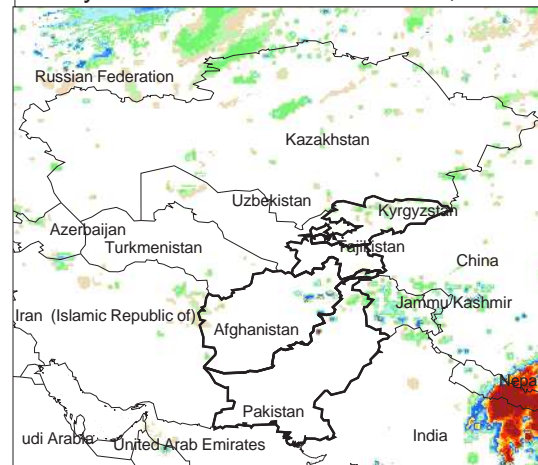 Russian Federation
Kazakhstan
Uzbekistan
Kyrgyzstan
Azerbaijan
Turkmenistan
Tajikistan
China
Jammu/Kashmir
Iran (Islamic Republic of)
Afghanistan
Nepa
Pakistan
udi Arabia
United Arab Emirates
India